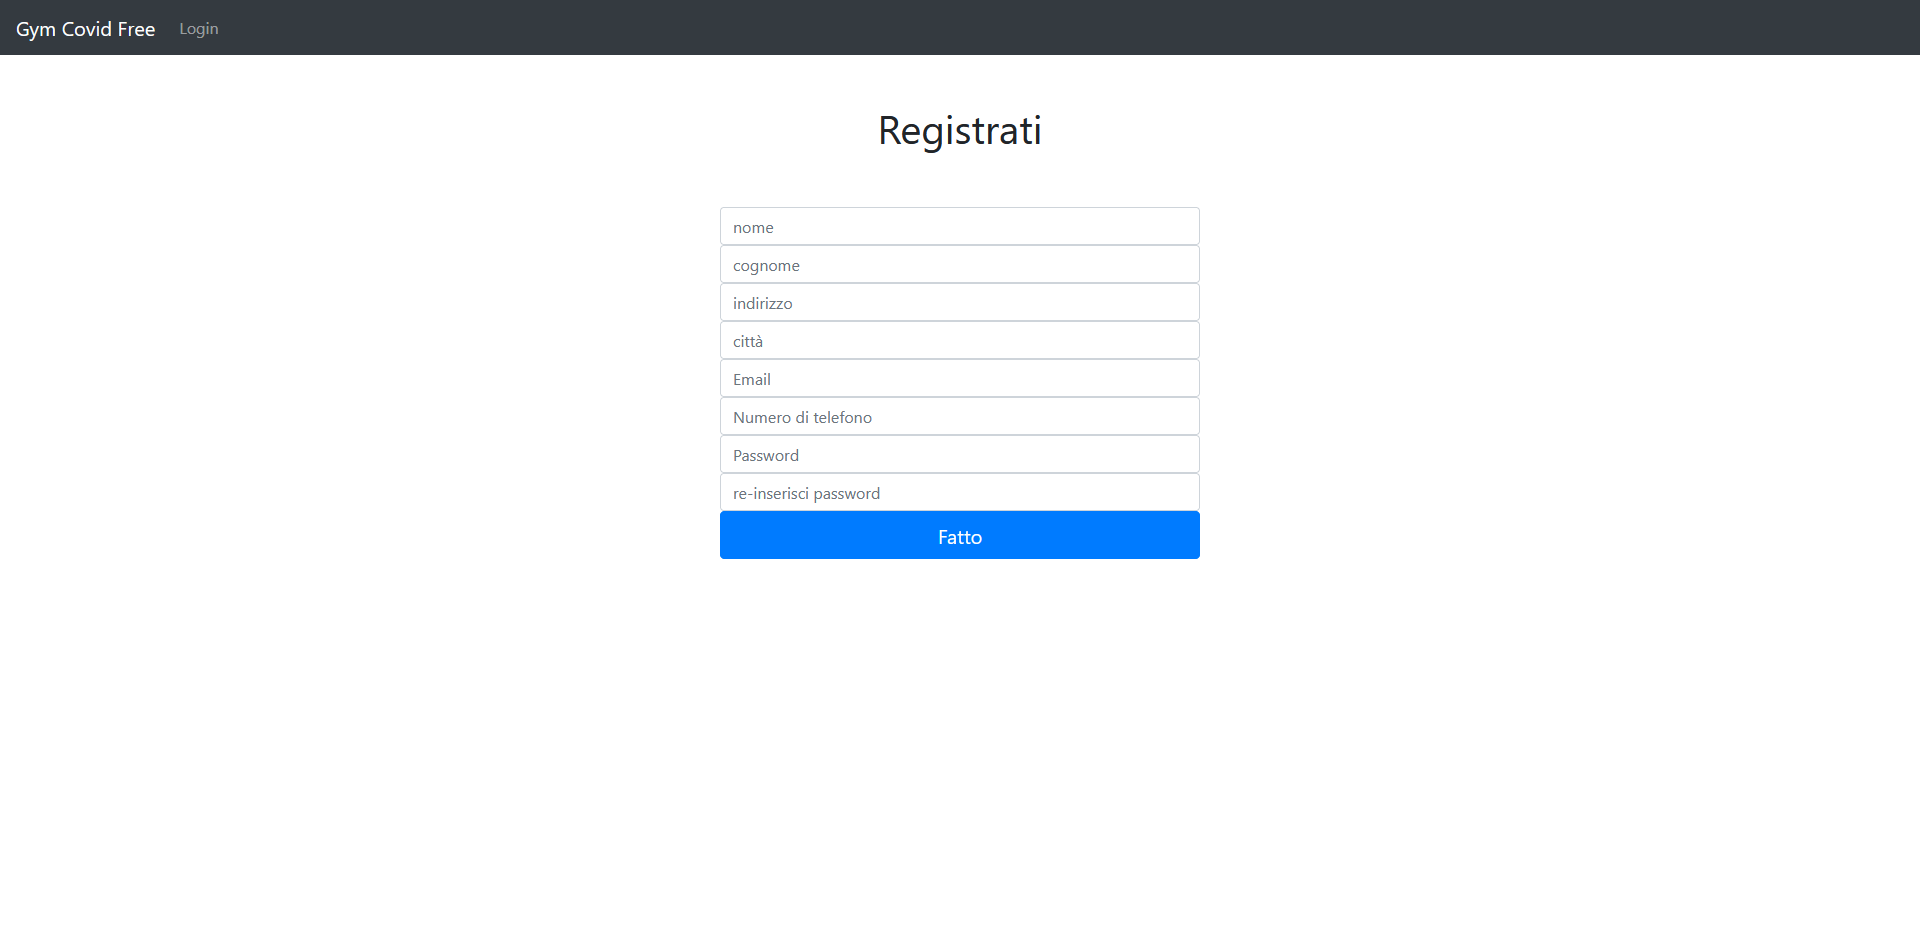 Gym Covid Free Login
Registrati
nome
cognome
indirizzo
città
Email
Numero di telefono
Password
re-inserisci password
Fatto